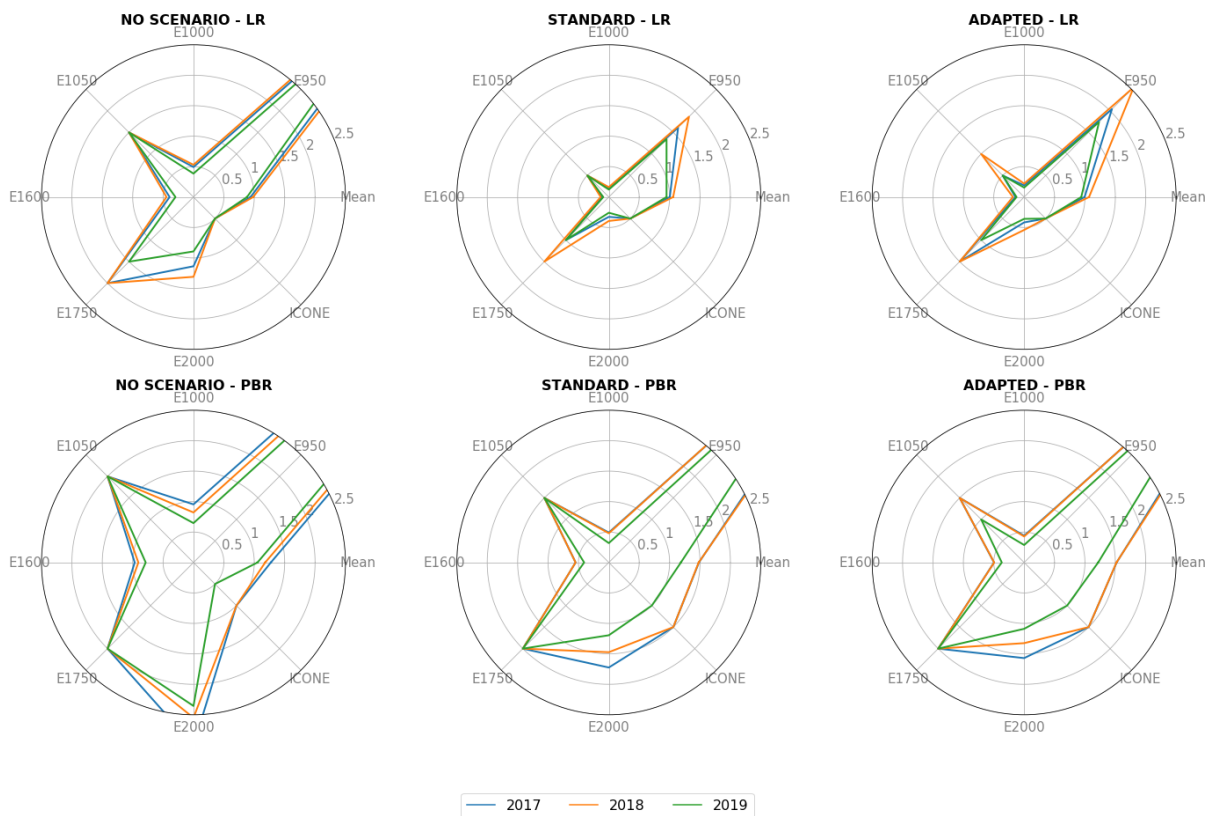 NO SCENARIO - LR
E1000
E1050
E950
2.5
2
1.5
1
0.5
E1600
Mean
E1750
ICONE
E2000
STANDARD - LR
E1000
E1050
E950
2.5
2
1.5
1
0.5
E1600
Mean
E1750
ICONE
E2000
ADAPTED - LR
E1000
E1050
E950
2.5
2
1.5
1
0.5
E1600
Mean
E1750
ICONE
E2000
NO SCENARIO - PBR
E1000
E1050
E950
2.5
2
1.5
1
0.5
E1600
Mean
E1750
ICONE
E2000
STANDARD - PBR
E1000
E1050
E950
2.5
2
1.5
1
0.5
E1600
Mean
E1750
ICONE
E2000
ADAPTED - PBR
E1000
E1050
E950
2.5
2
1.5
1
0.5
E1600
Mean
E1750
ICONE
E2000
2017 2018 2019